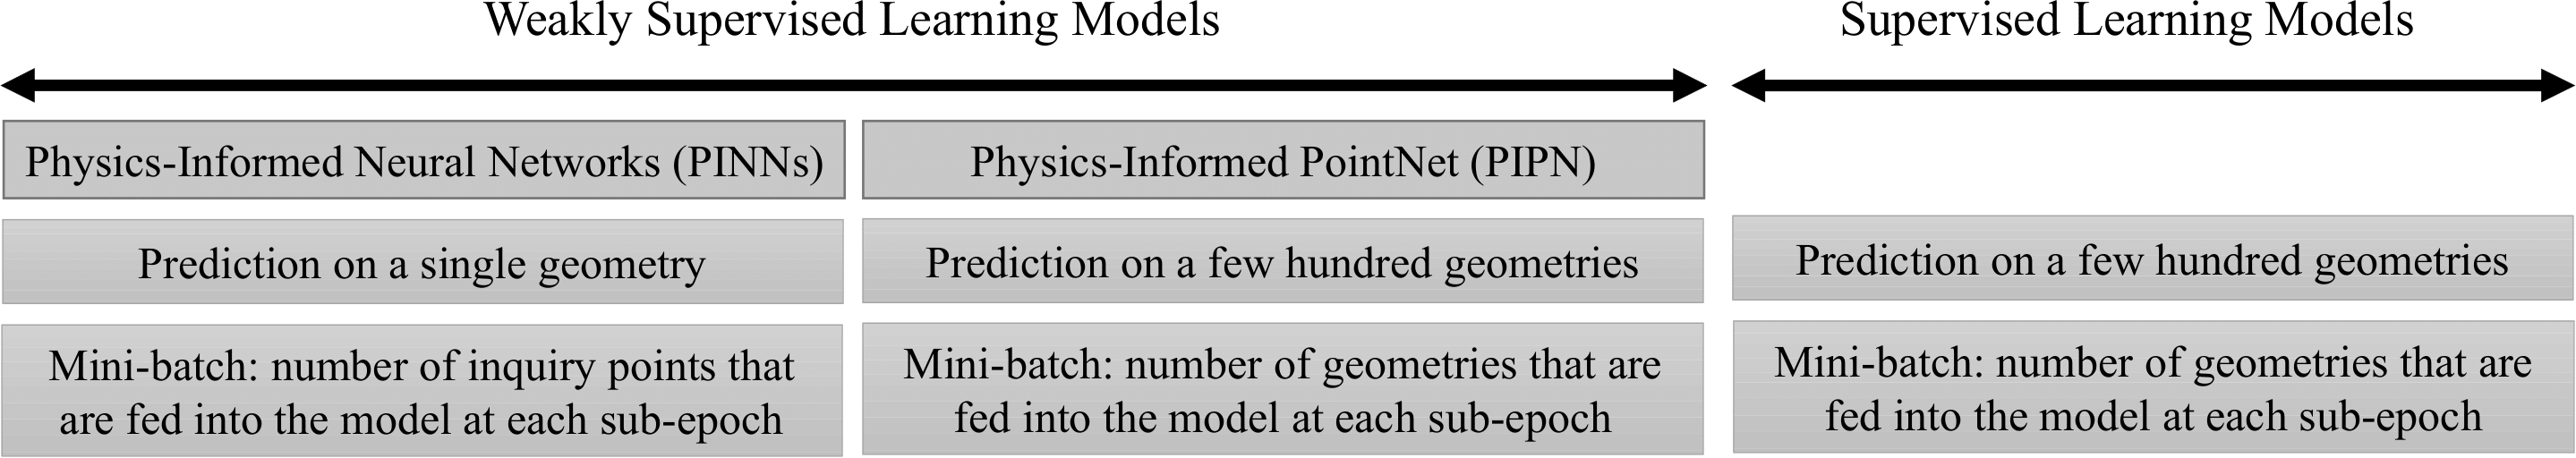 Weakly Supervised Learning Models
Supervised Learning Models
Physics-Informed Neural Networks (PINNs)
Physics-Informed PointNet (PIPN)
Prediction on a single geometry
Prediction on a few hundred geometries
Prediction on a few hundred geometries
Mini-batch: number of inquiry points that
are fed into the model at each sub-epoch
Mini-batch: number of geometries that are
fed into the model at each sub-epoch
Mini-batch: number of geometries that are
fed into the model at each sub-epoch